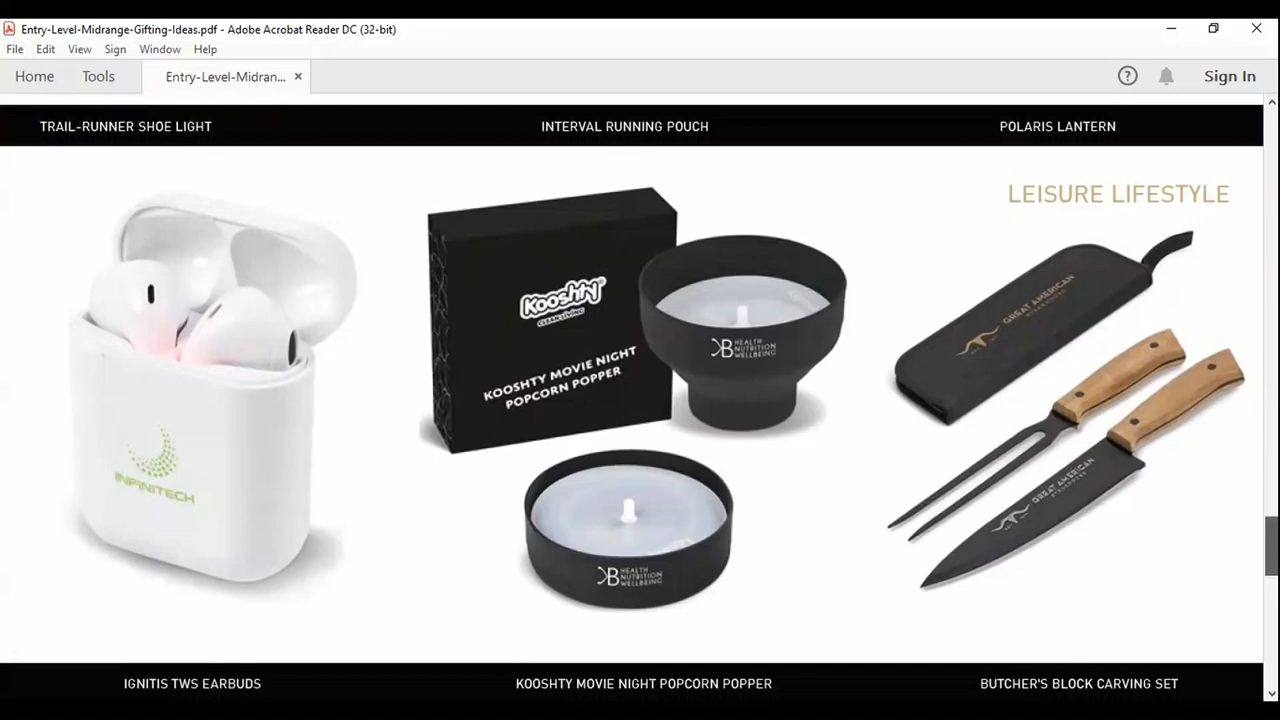 Entry-Level-Midrange-Gifting-Ideas.pdf - Adobe Acrobat Reader DC (32-bit)
File Edit View Sign Window Help
Home Tools Entry-Level-Midran... × Sign In
TRAIL-RUNNER SHOE LIGHT INTERVAL RUNNING POUCH POLARIS LANTERN
LEISURE LIFESTYLE
Kooshty®
CLEAN LIVING
KOOSHTY MOVIE NIGHT
POPCORN POPPER
HEALTH
NUTRITION
WELLBEING
GREAT AMERICAN
INFINITECH
GREAT AMERICAN
HEALTH
NUTRITION
WELLBEING
IGNITIS TWS EARBUDS KOOSHTY MOVIE NIGHT POPCORN POPPER BUTCHER'S BLOCK CARVING SET